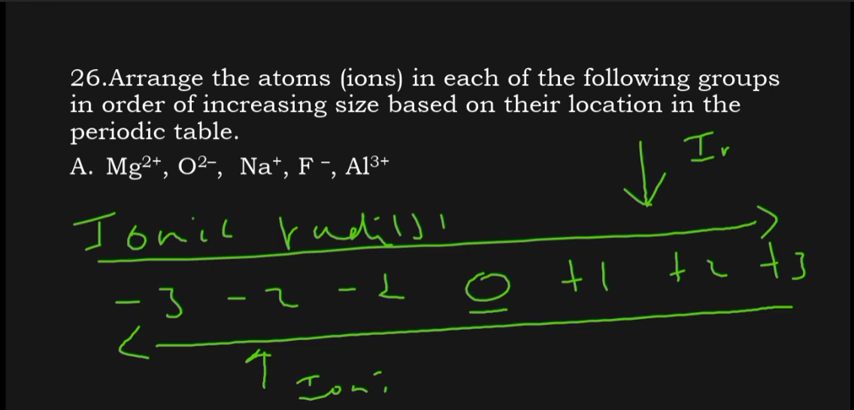 26.Arrange the atoms (ions) in each of the following groups
in order of increasing size based on their location in the
periodic table.
A. Mg²⁺, O²⁻, Na⁺, F ⁻, Al³⁺
↓ Ir
Ionic
-3 -2 -1 0 +1 +2 +3
↑ Ioni